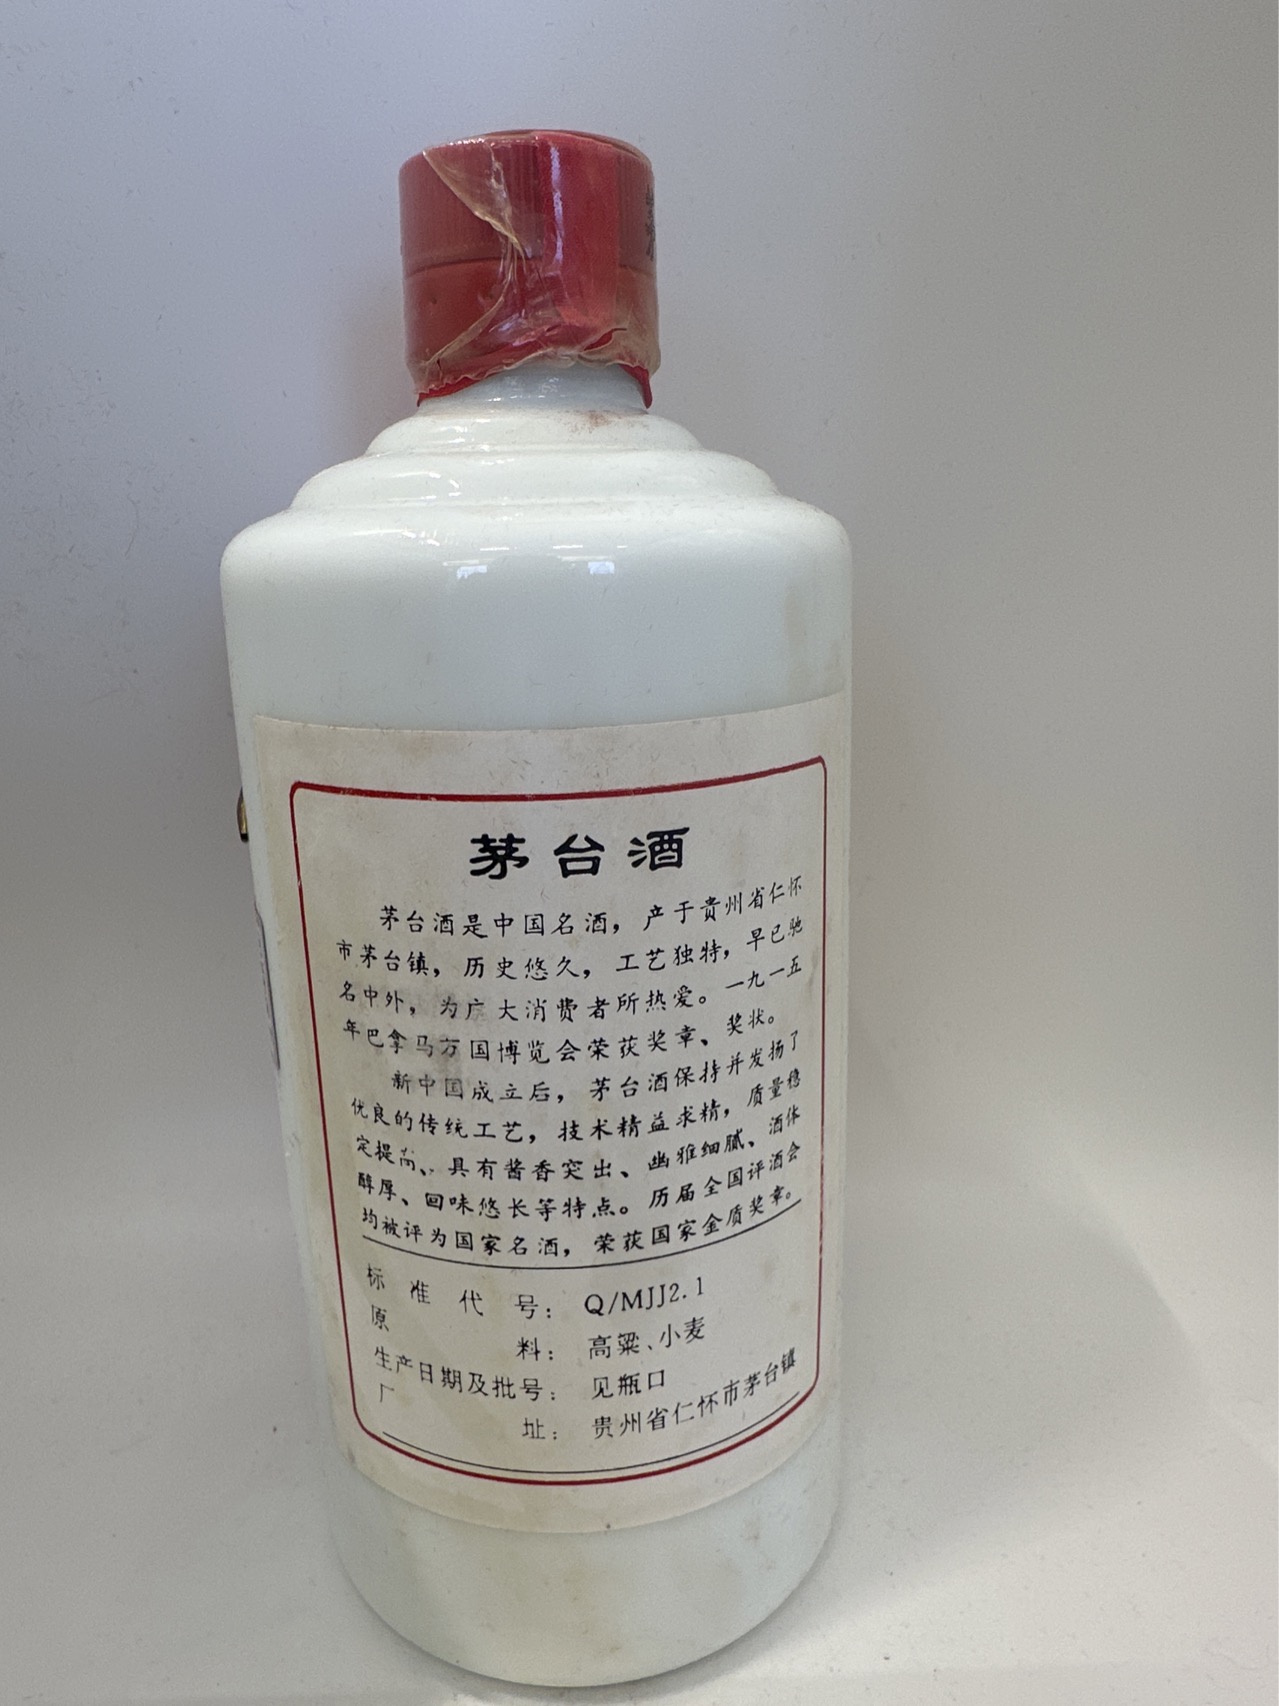 茅台酒
茅台酒是中国名酒，产于贵州省仁怀
市茅台镇，历史悠久，工艺独特，早已驰
名中外，为广大消费者所热爱。一九一五
年巴拿马万国博览会荣获奖章、奖状。
新中国成立后，茅台酒保持并发扬了
优良的传统工艺，技术精益求精，质量稳
定提高、具有酱香突出、幽雅细腻、酒体
醇厚、回味悠长等特点。历届全国评酒会
均被评为国家名酒，荣获国家金质奖章。
标准代号：Q/MJJ2.1
原料：高粱、小麦
生产日期及批号：见瓶口
厂址：贵州省仁怀市茅台镇